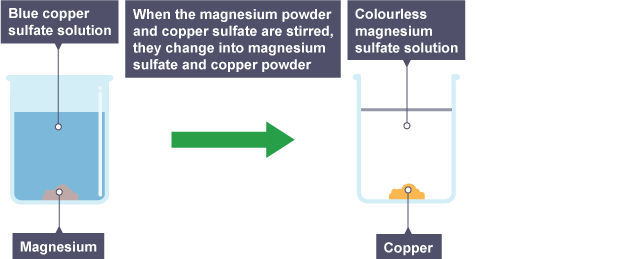 Blue copper
sulfate solution
When the magnesium powder
and copper sulfate are stirred,
they change into magnesium
sulfate and copper powder
Colourless
magnesium
sulfate solution
Magnesium
Copper